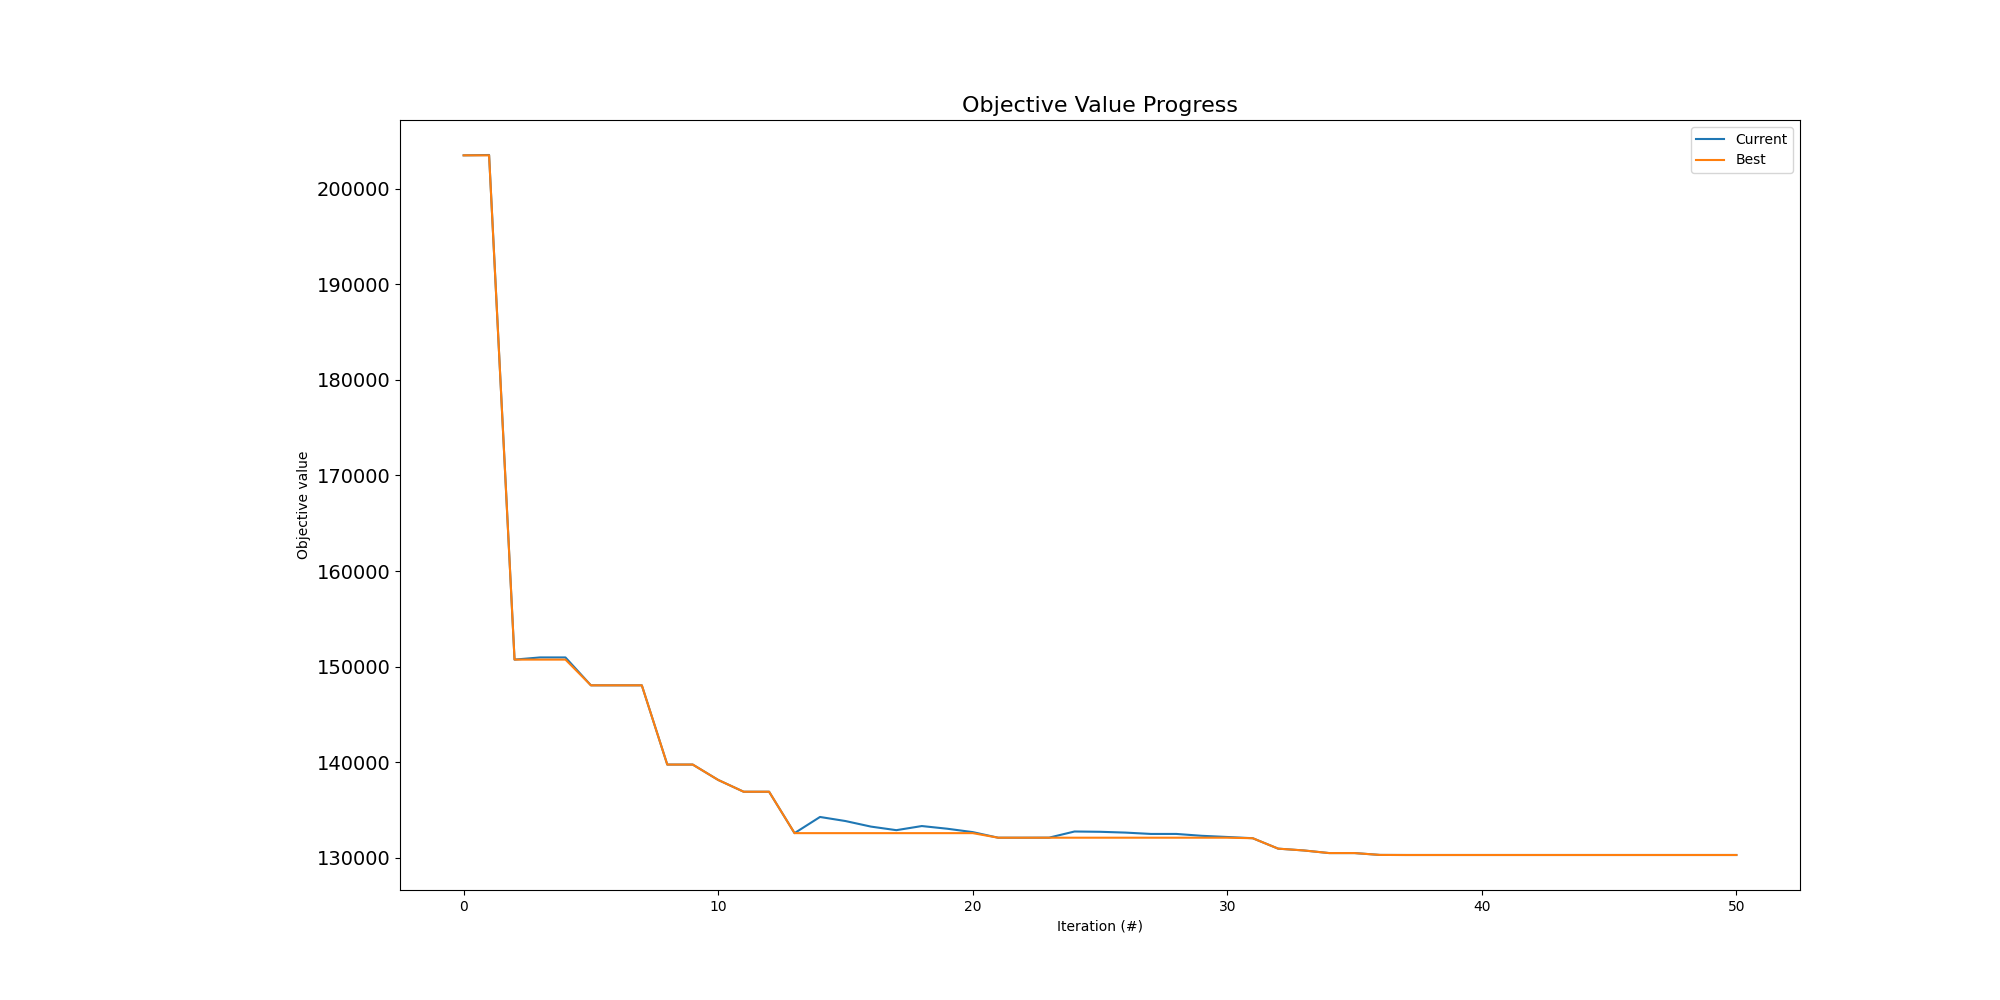 Objective Value Progress
Current
Best
200000
190000
180000
170000
160000
150000
140000
130000
Objective value
0 10 20 30 40 50
Iteration (#)